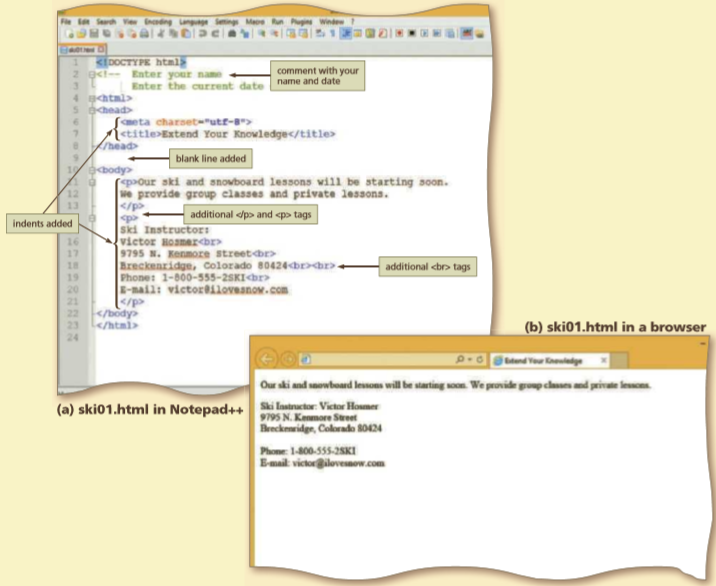 File Edit Search View Encoding Language Settings Macro Run Plugins Window ?
ski01.html
1 <!DOCTYPE html>
2 <!-- Enter your name
3 Enter the current date
comment with your
name and date
4 <html>
5 <head>
6 <meta charset="utf-8">
7 <title>Extend Your Knowledge</title>
8 </head>
9
blank line added
10 <body>
11 <p>Our ski and snowboard lessons will be starting soon.
12 We provide group classes and private lessons.
13 </p>
<p>
additional </p> and <p> tags
indents added
Ski Instructor:
16 Victor Hosmer<br>
17 9795 N. Kenmore Street<br>
18 Breckenridge, Colorado 80424<br><br>
additional <br> tags
19 Phone: 1-800-555-2SKI<br>
20 E-mail: victor@ilovesnow.com
21 </p>
22 </body>
23 </html>
24
(a) ski01.html in Notepad++
(b) ski01.html in a browser
Extend Your Knowledge
Our ski and snowboard lessons will be starting soon. We provide group classes and private lessons.
Ski Instructor: Victor Hosmer
9795 N. Kenmore Street
Breckenridge, Colorado 80424
Phone: 1-800-555-2SKI
E-mail: victor@ilovesnow.com